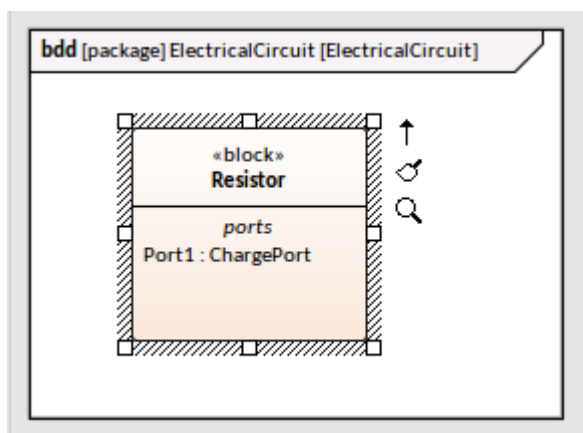 bdd [package] ElectricalCircuit [ElectricalCircuit]
«block»
Resistor
ports
Port1 : ChargePort